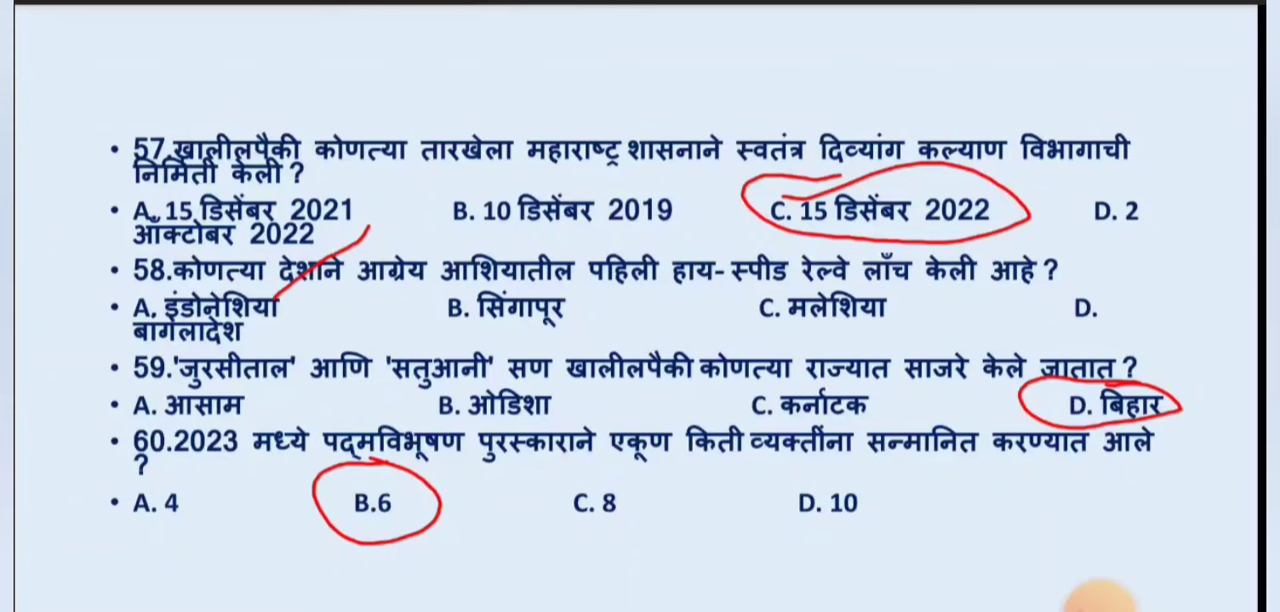 • 57.खालीलपैकी कोणत्या तारखेला महाराष्ट्र शासनाने स्वतंत्र दिव्यांग कल्याण विभागाची
निर्मिती केली ?
• A. 15 डिसेंबर 2021 B. 10 डिसेंबर 2019 C. 15 डिसेंबर 2022 D. 2
ऑक्टोबर 2022
• 58.कोणत्या देशाने आग्नेय आशियातील पहिली हाय-स्पीड रेल्वे लाँच केली आहे ?
• A. इंडोनेशिया B. सिंगापूर C. मलेशिया D.
बांगलादेश
• 59.'जुरसीताल' आणि 'सतुआनी' सण खालीलपैकी कोणत्या राज्यात साजरे केले जातात ?
• A. आसाम B. ओडिशा C. कर्नाटक D. बिहार
• 60.2023 मध्ये पद्मविभूषण पुरस्काराने एकूण किती व्यक्तींना सन्मानित करण्यात आले
?
• A. 4 B.6 C. 8 D. 10